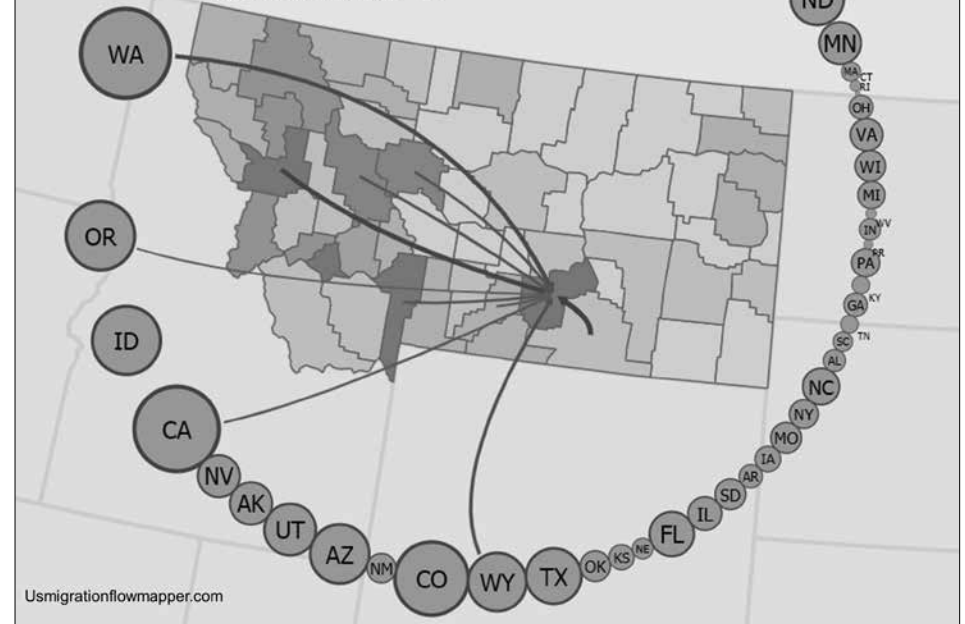 ND
WA
MN
MA
CT
RI
OH
VA
WI
MI
WV
IN
OR
PR
PA
KY
GA
TN
ID
SC
AL
NC
CA
NY
MO
IA
NV
AR
SD
AK
IL
UT
FL
AZ
NE
KS
NM
OK
CO
WY
TX
Usmigrationflowmapper.com